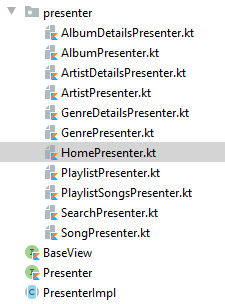 presenter
AlbumDetailsPresenter.kt
AlbumPresenter.kt
ArtistDetailsPresenter.kt
ArtistPresenter.kt
GenreDetailsPresenter.kt
GenrePresenter.kt
HomePresenter.kt
PlaylistPresenter.kt
PlaylistSongsPresenter.kt
SearchPresenter.kt
SongPresenter.kt
BaseView
Presenter
PresenterImpl